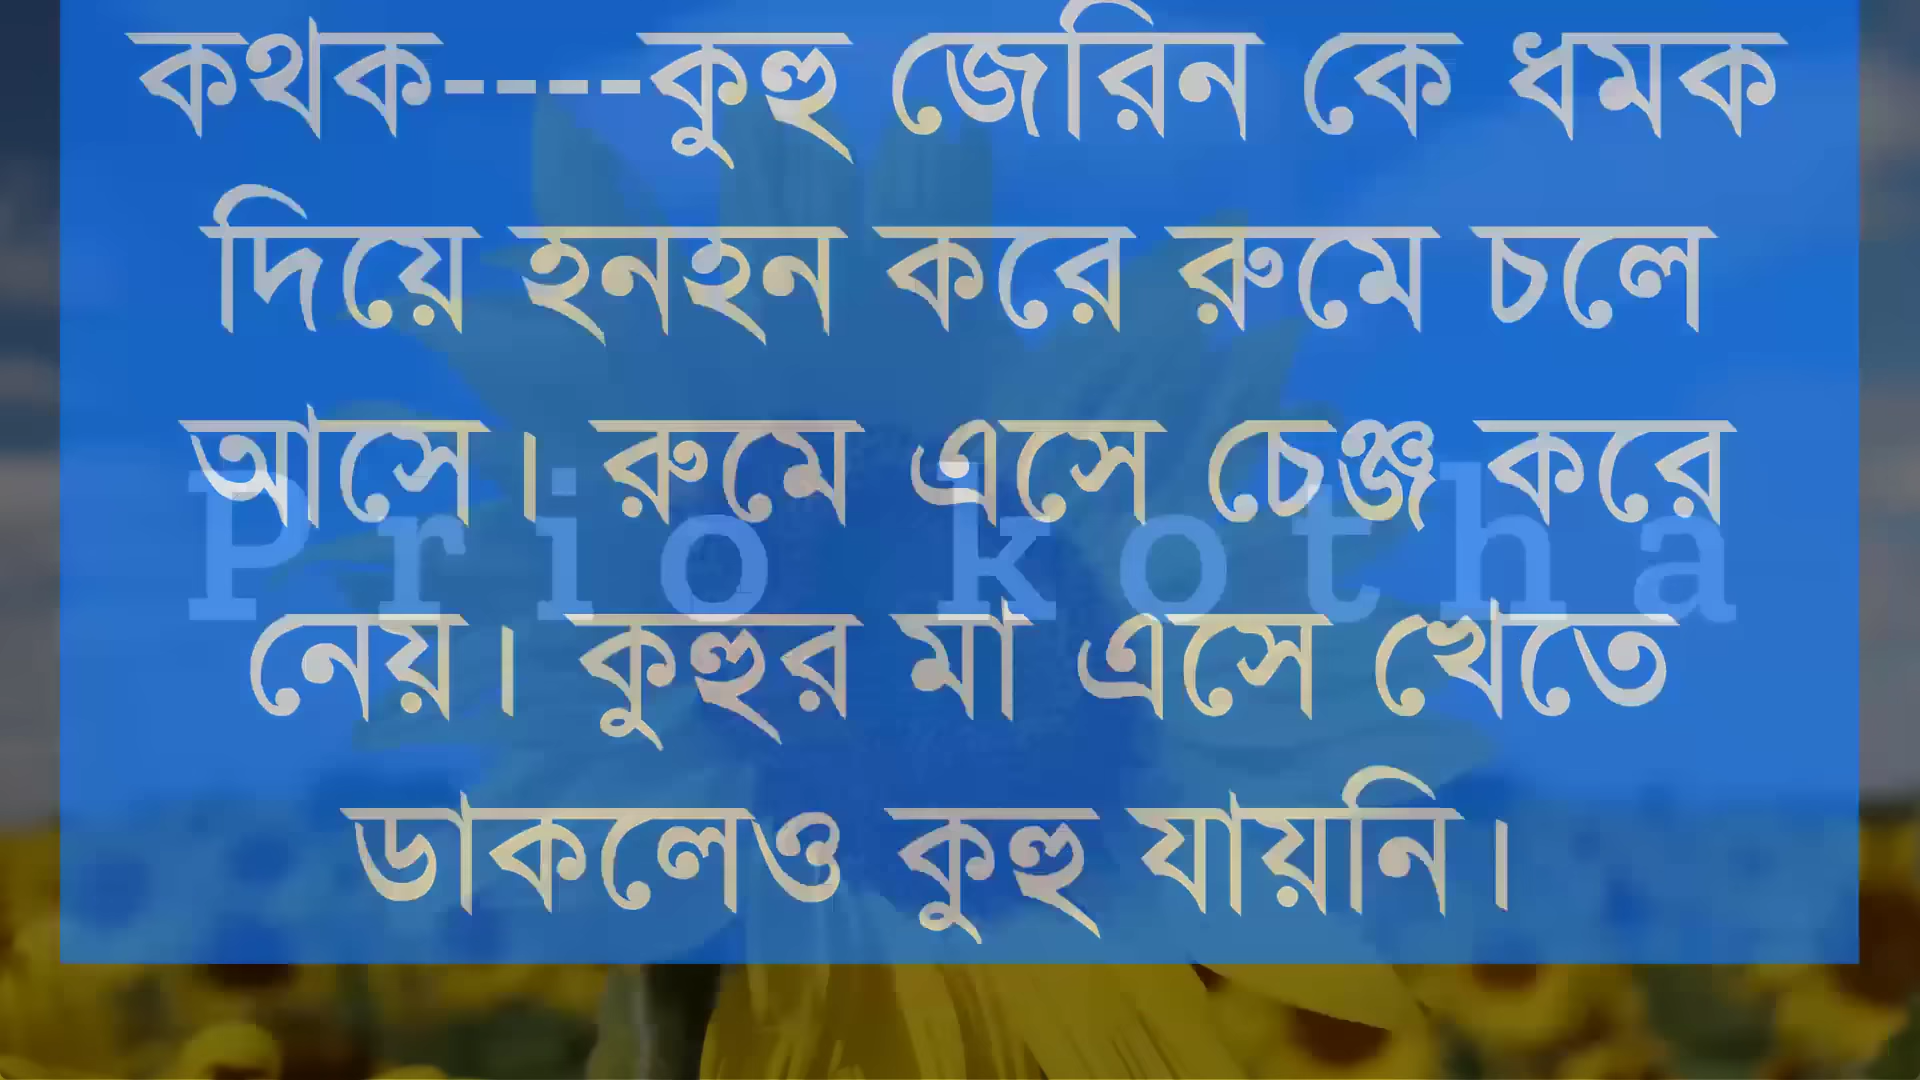 কথক----কুহু জেরিন কে ধমক
দিয়ে হনহন করে রুমে চলে
আসে। রুমে এসে চেঞ্জ করে
Prio kotha
নেয়। কুহুর মা এসে খেতে
ডাকলেও কুহু যায়নি।